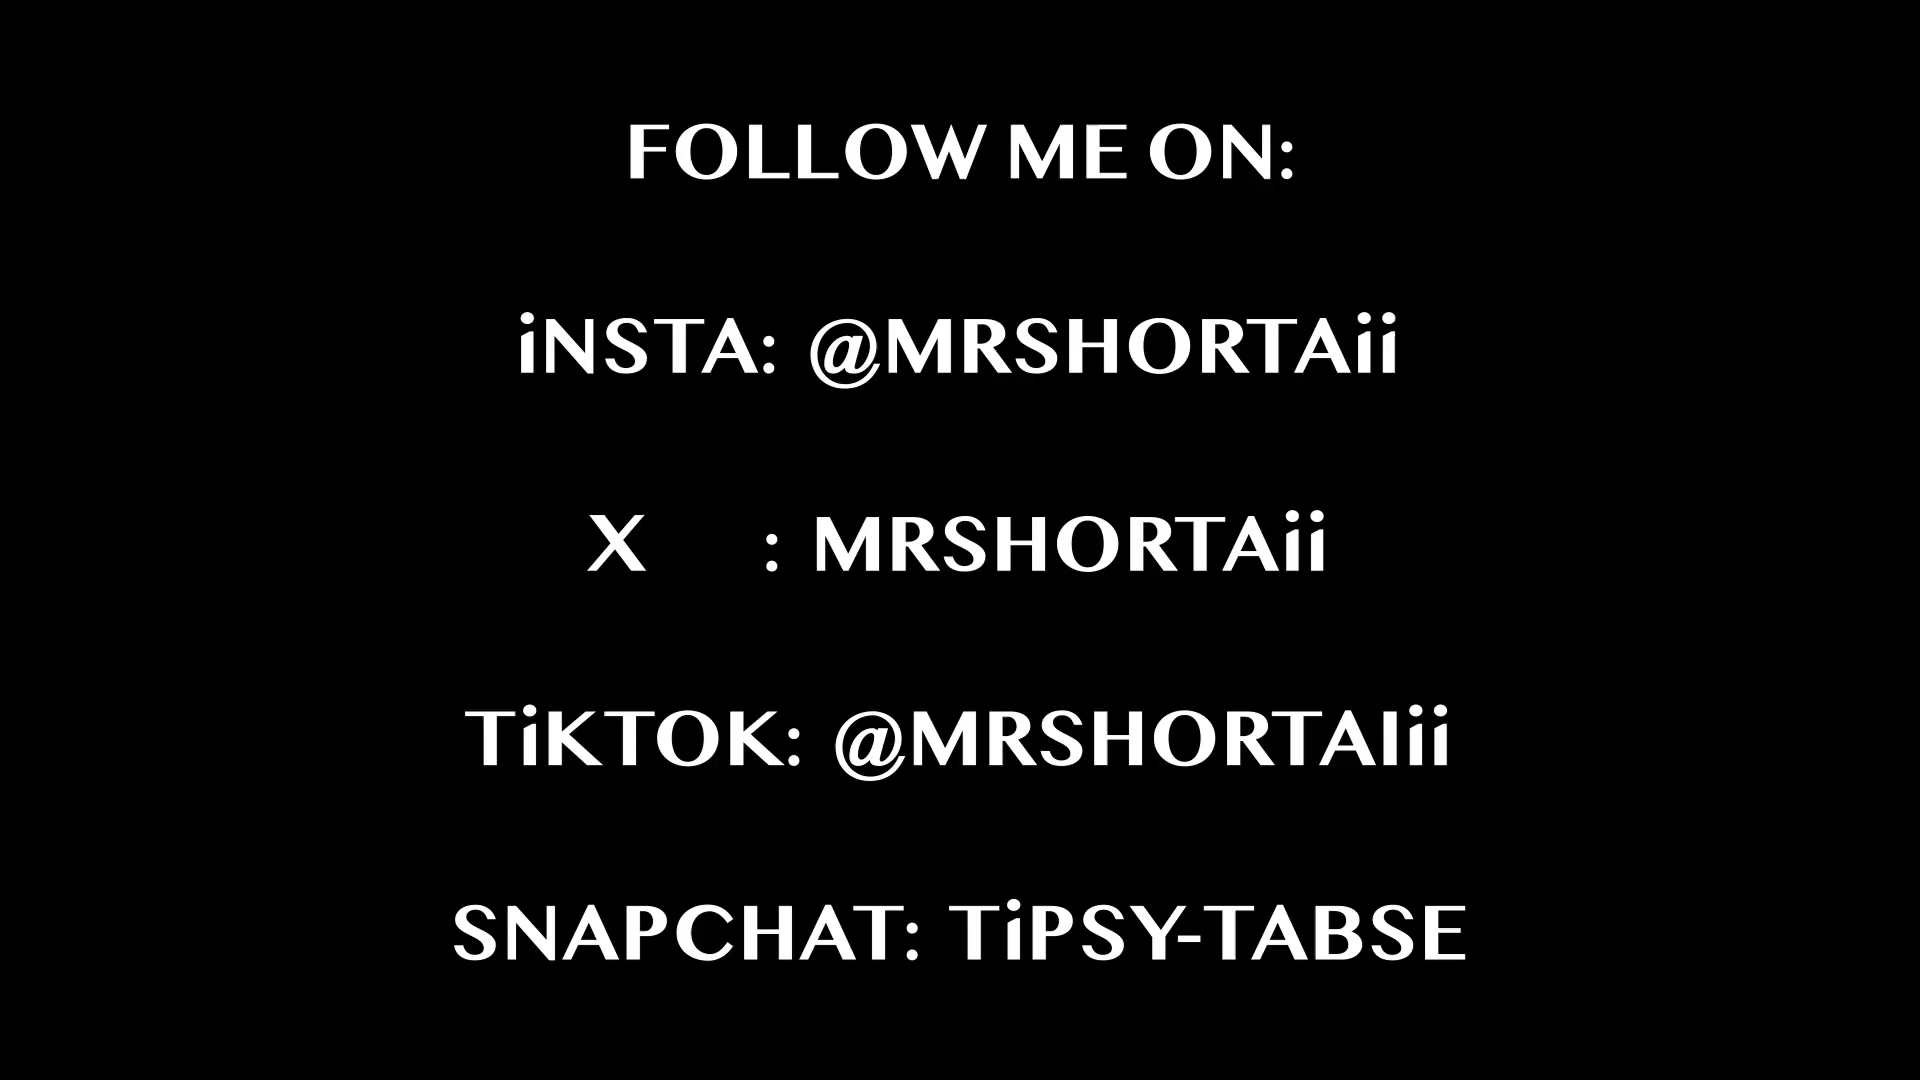 FOLLOW ME ON:
iNSTA: @MRSHORTAii
X : MRSHORTAii
TiKTOK: @MRSHORTAIii
SNAPCHAT: TiPSY-TABSE